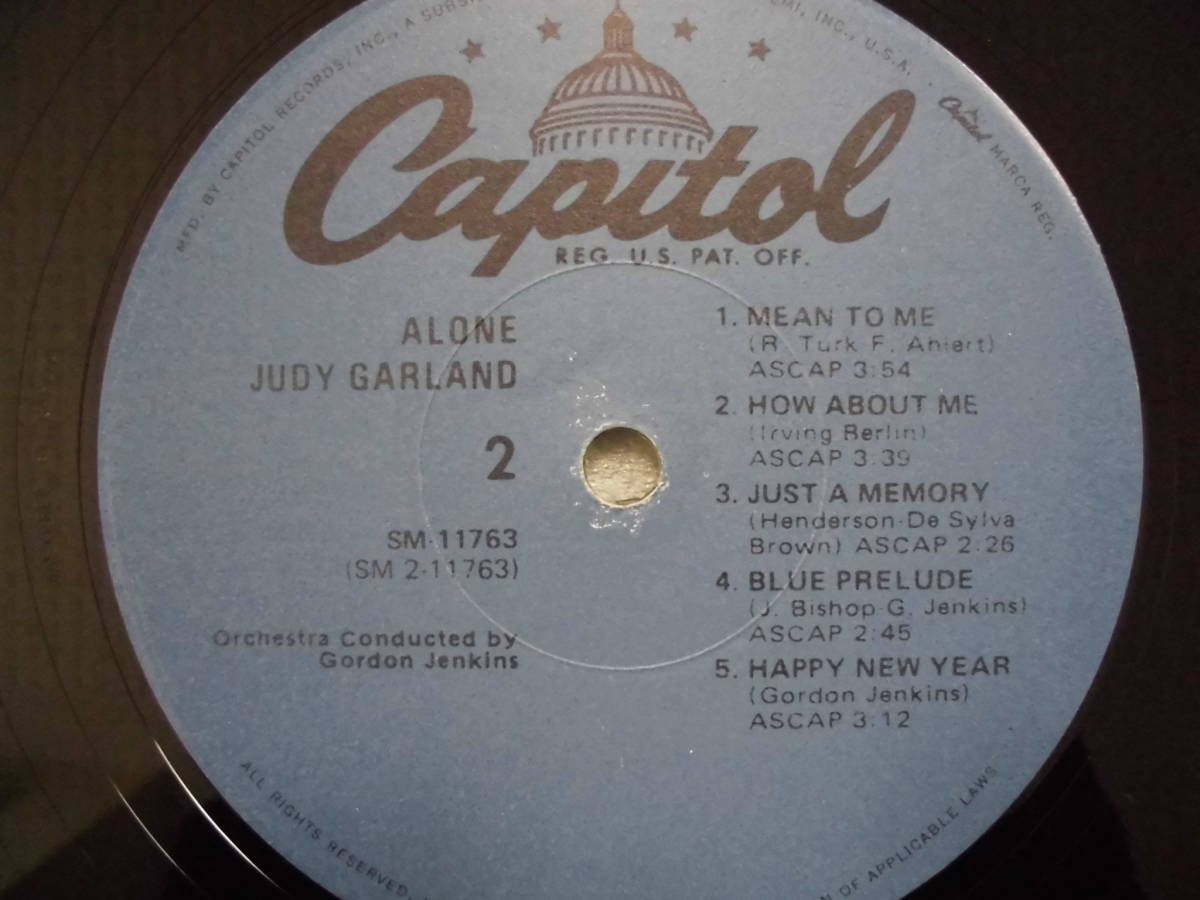 MFD. BY CAPITOL RECORDS, INC., A SUBSI
EMI, INC., U.S.A.
Capitol MARCA REG.
Capitol
REG. U.S. PAT. OFF.
ALONE
JUDY GARLAND
2
SM-11763
(SM 2-11763)
Orchestra Conducted by
Gordon Jenkins
1. MEAN TO ME
(R. Turk-F. Ahlert)
ASCAP 3:54
2. HOW ABOUT ME
(Irving Berlin)
ASCAP 3:39
3. JUST A MEMORY
(Henderson-De Sylva
Brown) ASCAP 2:26
4. BLUE PRELUDE
(J. Bishop-G. Jenkins)
ASCAP 2:45
5. HAPPY NEW YEAR
(Gordon Jenkins)
ASCAP 3:12
ALL RIGHTS RESERVED.
OF APPLICABLE LAWS